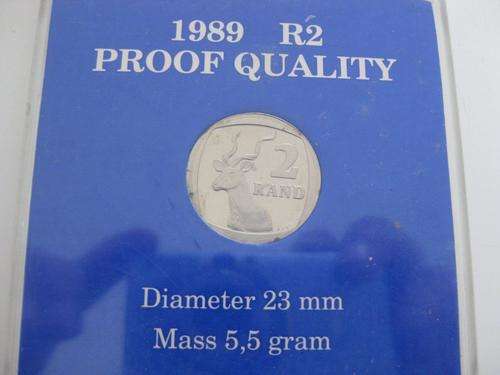 1989 R2
PROOF QUALITY
2
RAND
Diameter 23 mm
Mass 5,5 gram